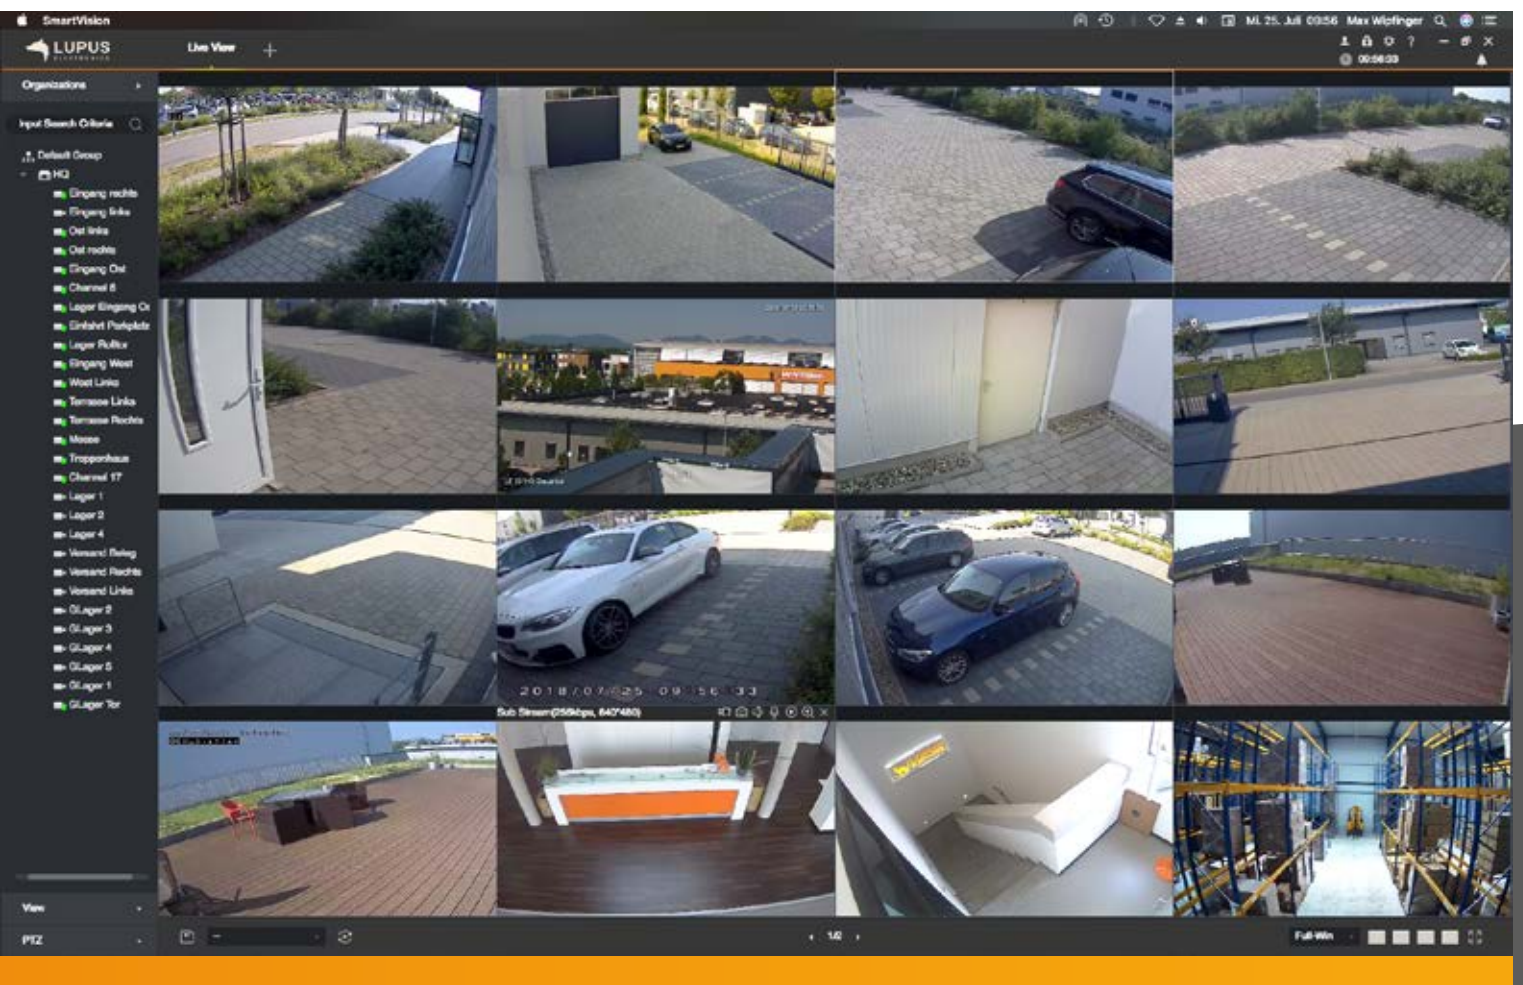 SmartVision
Mi. 25. Juli 09:56 Max Wipfinger
LUPUS
ELECTRONICS
Live View
+
?
09:56:33
Organizations
Input Search Criteria
Default Group
HQ
Eingang rechts
Eingang links
Ost links
Ost rechts
Eingang Ost
Channel 6
Lager Eingang Os
Einfahrt Parkplatz
Lager Rolltor
Eingang West
West Links
Terrasse Links
Terrasse Rechts
Messe
Treppenhaus
Channel 17
Lager 1
Lager 2
Lager 4
Versand Beleg
Versand Rechts
Versand Links
GLager 2
GLager 3
GLager 4
GLager 5
GLager 1
GLager Tor
2018/07/25 09:56:33
Sub Stream(256kbps, 640*480)
View
PTZ
1/2
Full-Win